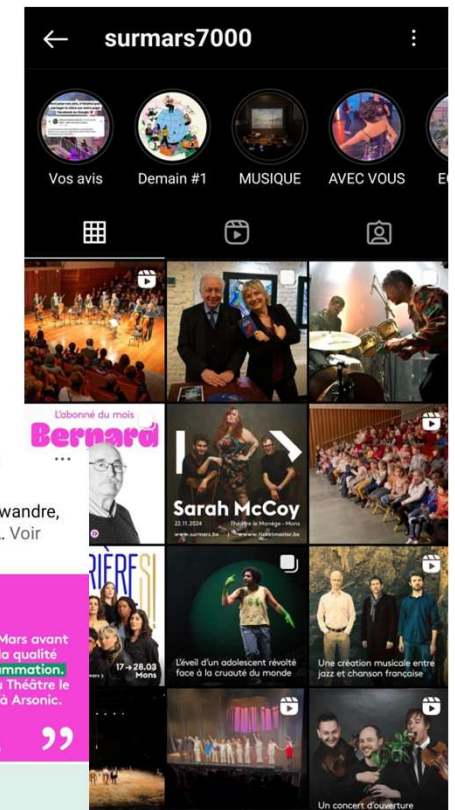 surmars7000
Vos avis
Demain #1
MUSIQUE
AVEC VOUS
L'abonné du mois
Bernard
Sarah McCoy
22.11.2024
Théâtre le Manège - Mons
www.surmars.be
www.ticketmaster.be
wandre,
Voir
17→28.03
Mons
L'éveil d'un adolescent révolté
face à la cruauté du monde
Une création musicale entre
jazz et chanson française
Mars avant
la qualité
ammation.
u Théâtre le
à Arsonic.
”
Un concert d'ouverture